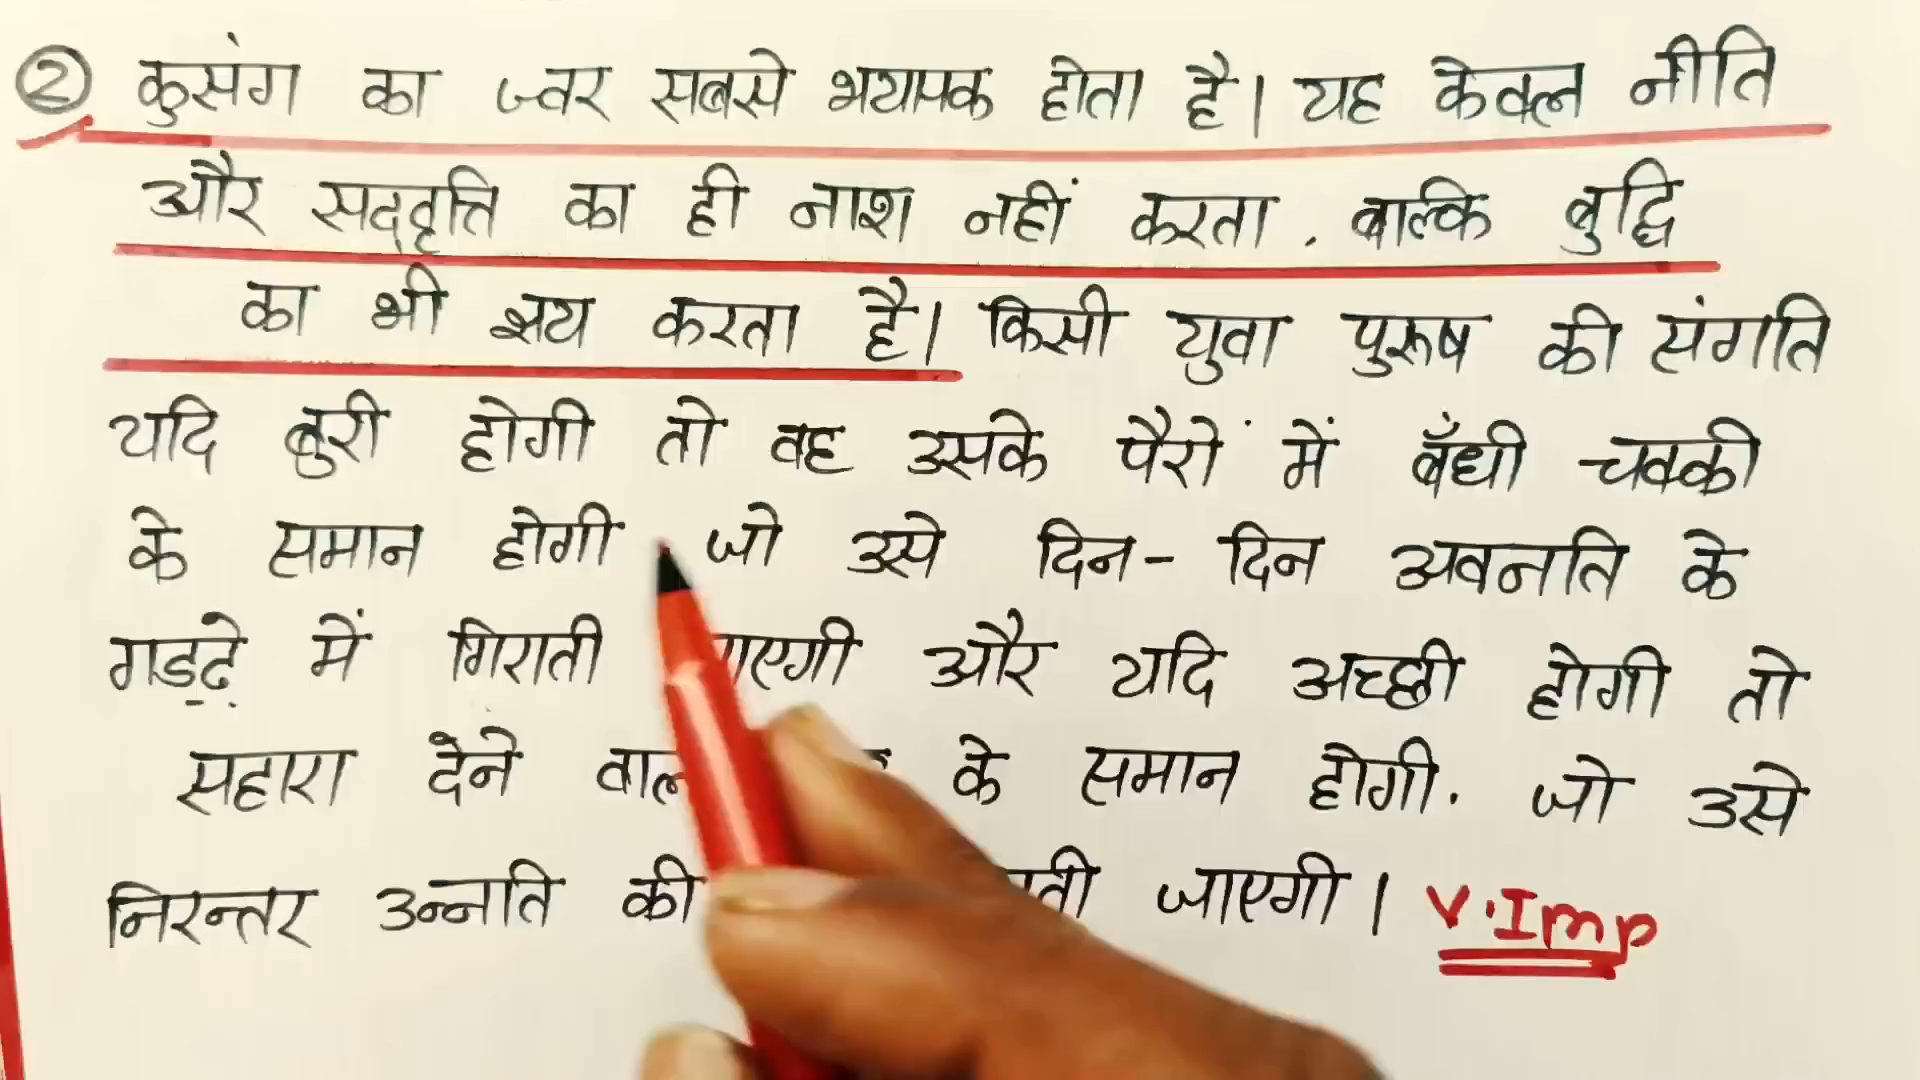 ② कुसंग का ज्वर सबसे भयानक होता है। यह केवल नीति
और सद्वृत्ति का ही नाश नहीं करता, बल्कि बुद्धि
का भी क्षय करता है। किसी युवा पुरूष की संगति
यदि बुरी होगी तो वह उसके पैरों में बँधी चक्की
के समान होगी जो उसे दिन-दिन अवनति के
गड्ढे में गिराती और यदि अच्छी होगी तो
सहारा देने के समान होगी. जो उसे
निरन्तर उन्नति की जाएगी। V.Imp